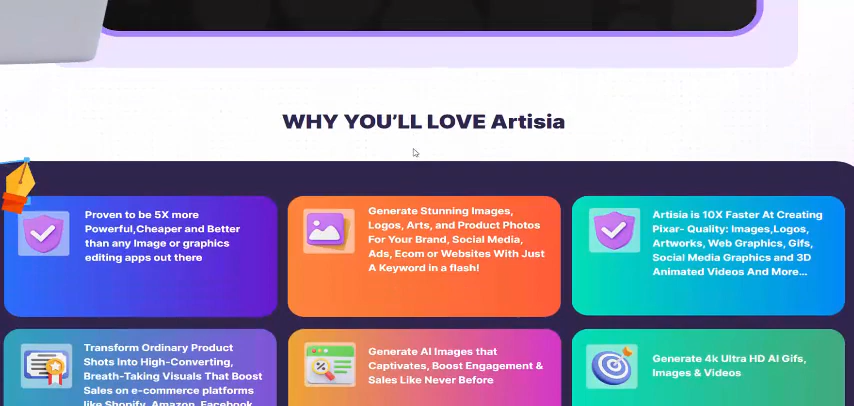 WHY YOU'LL LOVE Artisia
Proven to be 5X more
Powerful,Cheaper and Better
than any Image or graphics
editing apps out there
Generate Stunning Images,
Logos, Arts, and Product Photos
For Your Brand, Social Media,
Ads, Ecom or Websites With Just
A Keyword in a flash!
Artisia is 10X Faster At Creating
Pixar- Quality: Images,Logos,
Artworks, Web Graphics, Gifs,
Social Media Graphics and 3D
Animated Videos And More...
Transform Ordinary Product
Shots Into High-Converting,
Breath-Taking Visuals That Boost
Sales on e-commerce platforms
like Shopify, Amazon, Facebook
Generate AI Images that
Captivates, Boost Engagement &
Sales Like Never Before
Generate 4k Ultra HD AI Gifs,
Images & Videos